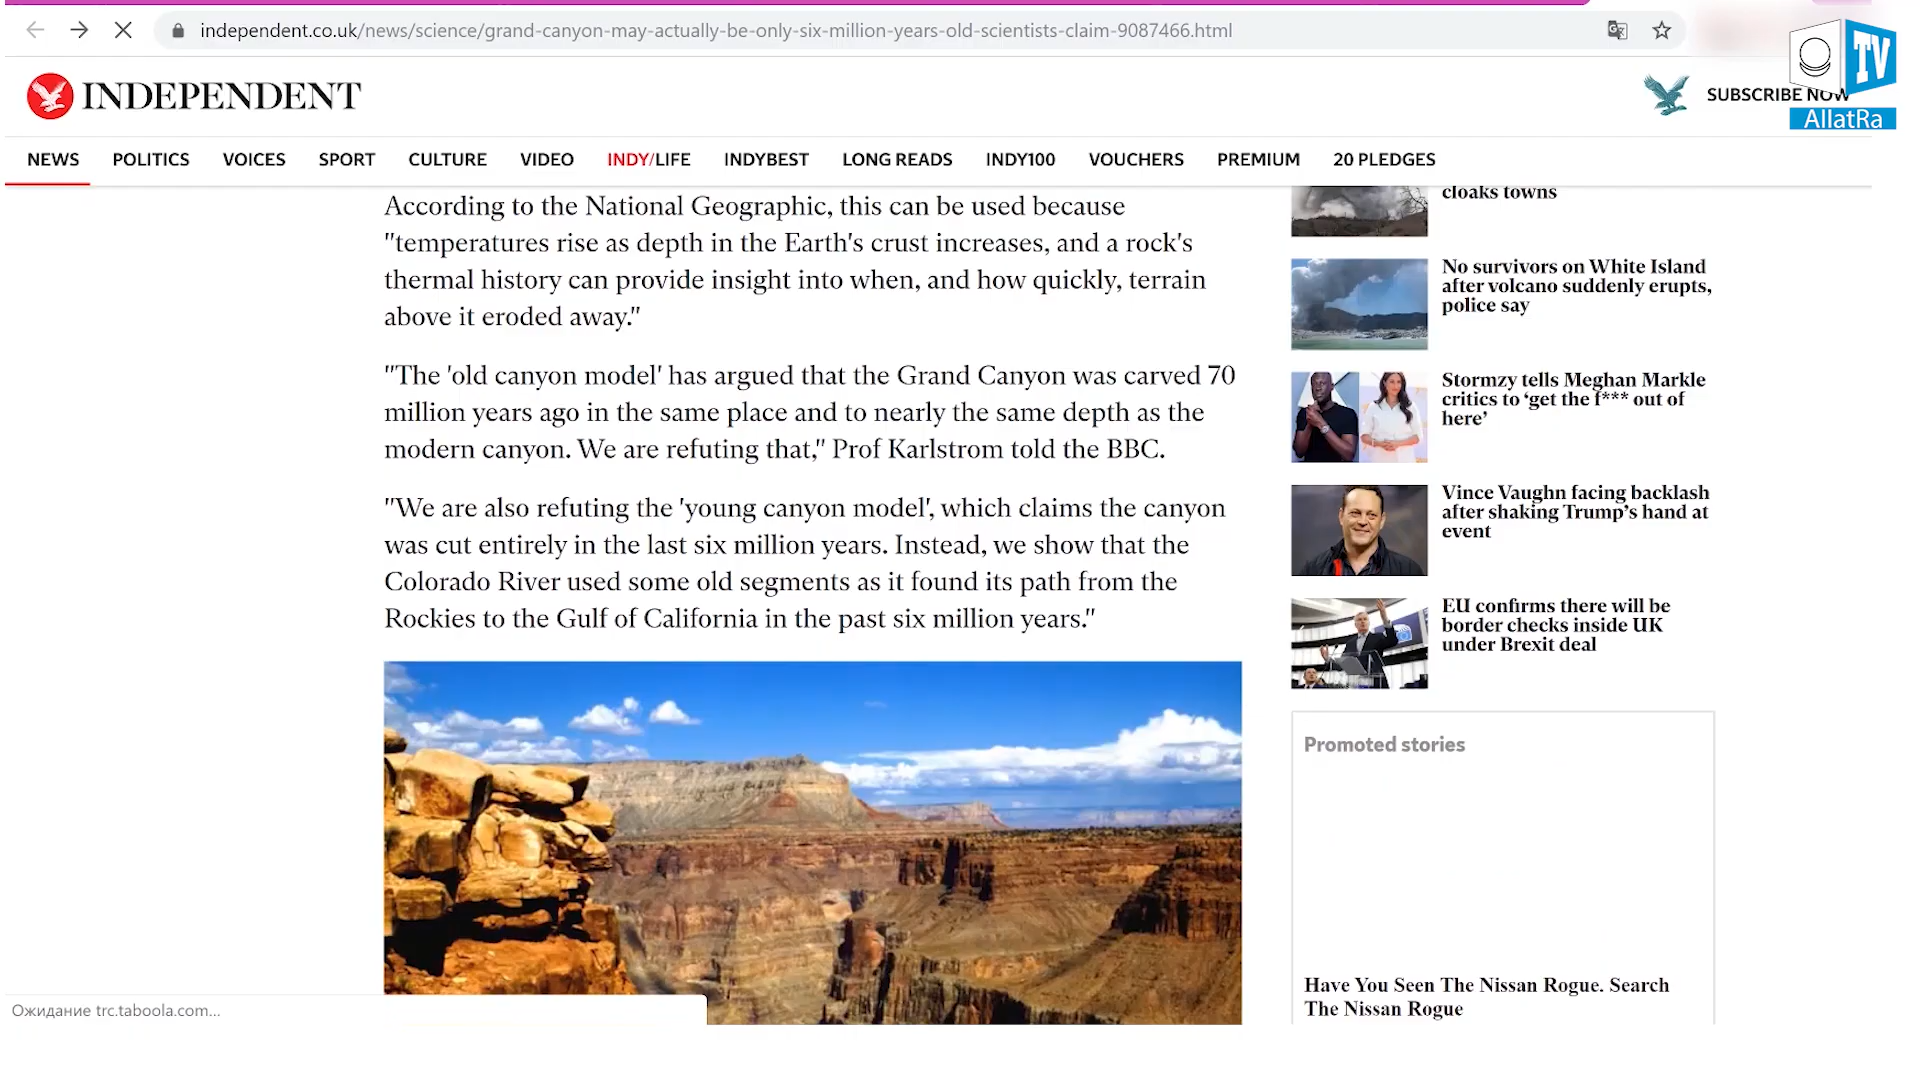 independent.co.uk/news/science/grand-canyon-may-actually-be-only-six-million-years-old-scientists-claim-9087466.html
TV
AllatRa
INDEPENDENT
SUBSCRIBE NOW
NEWS POLITICS VOICES SPORT CULTURE VIDEO INDY/LIFE INDYBEST LONG READS INDY100 VOUCHERS PREMIUM 20 PLEDGES
According to the National Geographic, this can be used because
"temperatures rise as depth in the Earth's crust increases, and a rock's
thermal history can provide insight into when, and how quickly, terrain
above it eroded away."
"The 'old canyon model' has argued that the Grand Canyon was carved 70
million years ago in the same place and to nearly the same depth as the
modern canyon. We are refuting that," Prof Karlstrom told the BBC.
"We are also refuting the 'young canyon model', which claims the canyon
was cut entirely in the last six million years. Instead, we show that the
Colorado River used some old segments as it found its path from the
Rockies to the Gulf of California in the past six million years."
cloaks towns
No survivors on White Island
after volcano suddenly erupts,
police say
Stormzy tells Meghan Markle
critics to ‘get the f*** out of
here’
Vince Vaughn facing backlash
after shaking Trump’s hand at
event
EU confirms there will be
border checks inside UK
under Brexit deal
Promoted stories
Have You Seen The Nissan Rogue. Search
The Nissan Rogue
Ожидание trc.taboola.com...